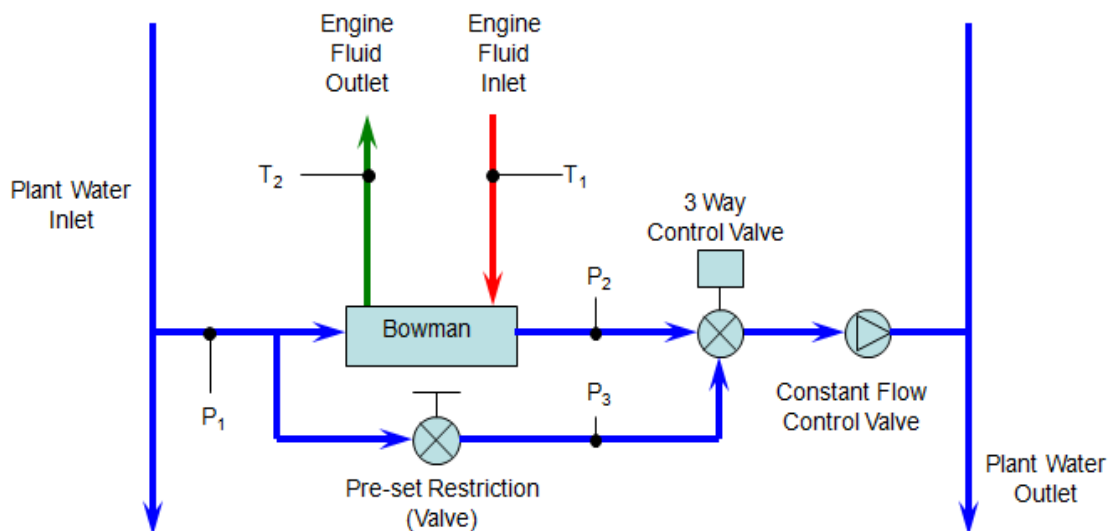 Engine
Fluid
Outlet
Engine
Fluid
Inlet
Plant Water
Inlet
T2
T1
3 Way
Control Valve
P2
Bowman
P1
P3
Constant Flow
Control Valve
Pre-set Restriction
(Valve)
Plant Water
Outlet